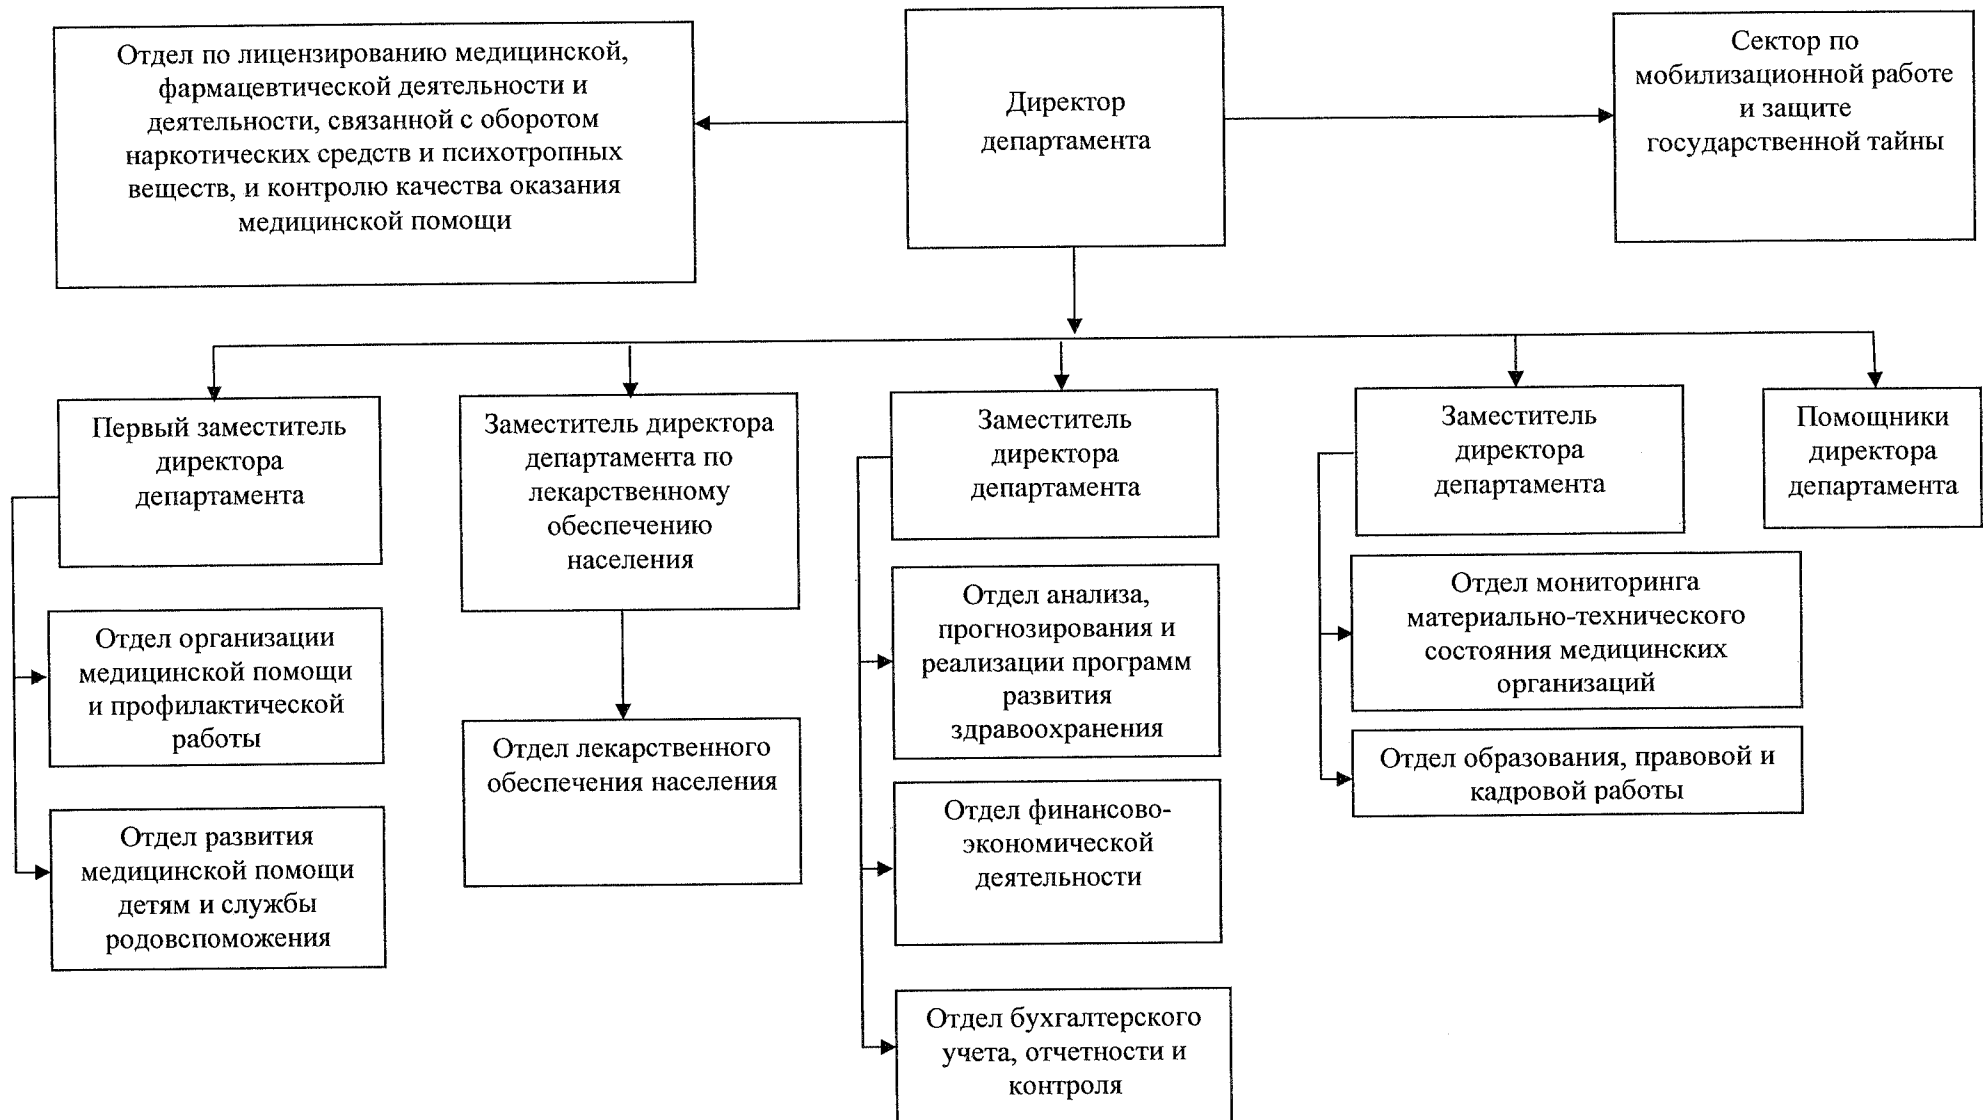 Отдел по лицензированию медицинской,
фармацевтической деятельности и
деятельности, связанной с оборотом
наркотических средств и психотропных
веществ, и контролю качества оказания
медицинской помощи
Директор
департамента
Сектор по
мобилизационной работе
и защите
государственной тайны
Первый заместитель
директора
департамента
Заместитель директора
департамента по
лекарственному
обеспечению
населения
Заместитель
директора
департамента
Заместитель
директора
департамента
Помощники
директора
департамента
Отдел организации
медицинской помощи
и профилактической
работы
Отдел развития
медицинской помощи
детям и службы
родовспоможения
Отдел лекарственного
обеспечения населения
Отдел анализа,
прогнозирования и
реализации программ
развития
здравоохранения
Отдел финансово-
экономической
деятельности
Отдел бухгалтерского
учета, отчетности и
контроля
Отдел мониторинга
материально-технического
состояния медицинских
организаций
Отдел образования, правовой и
кадровой работы